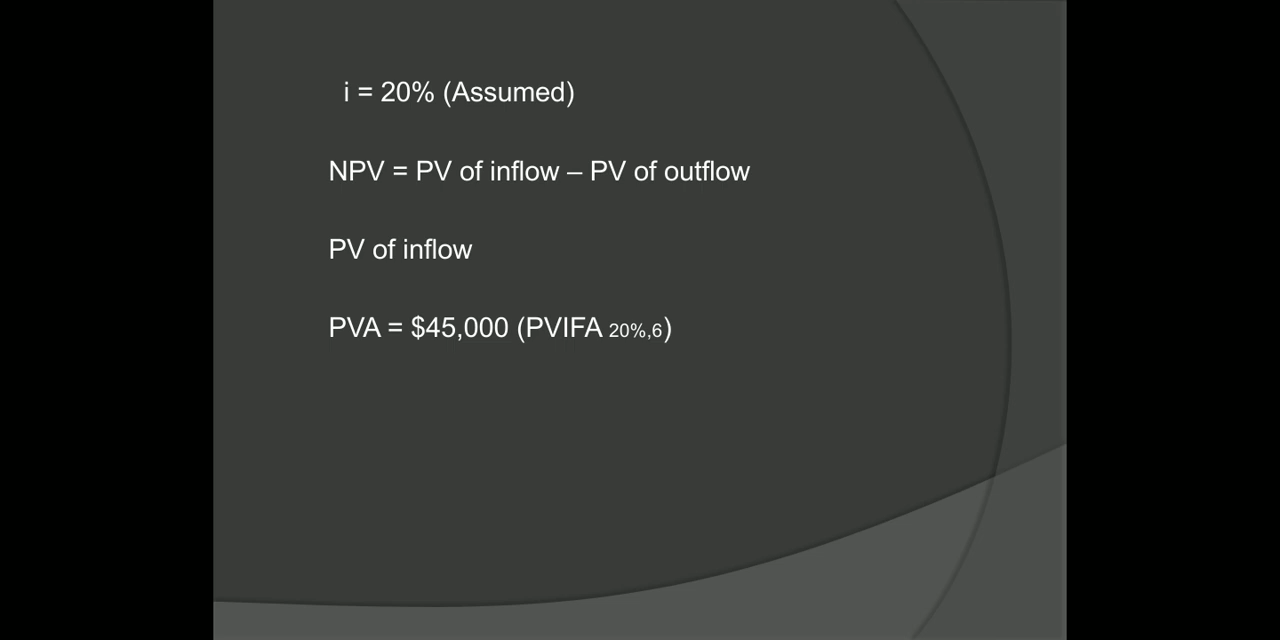 i = 20% (Assumed)
NPV = PV of inflow – PV of outflow
PV of inflow
PVA = $45,000 (PVIFA 20%,6)